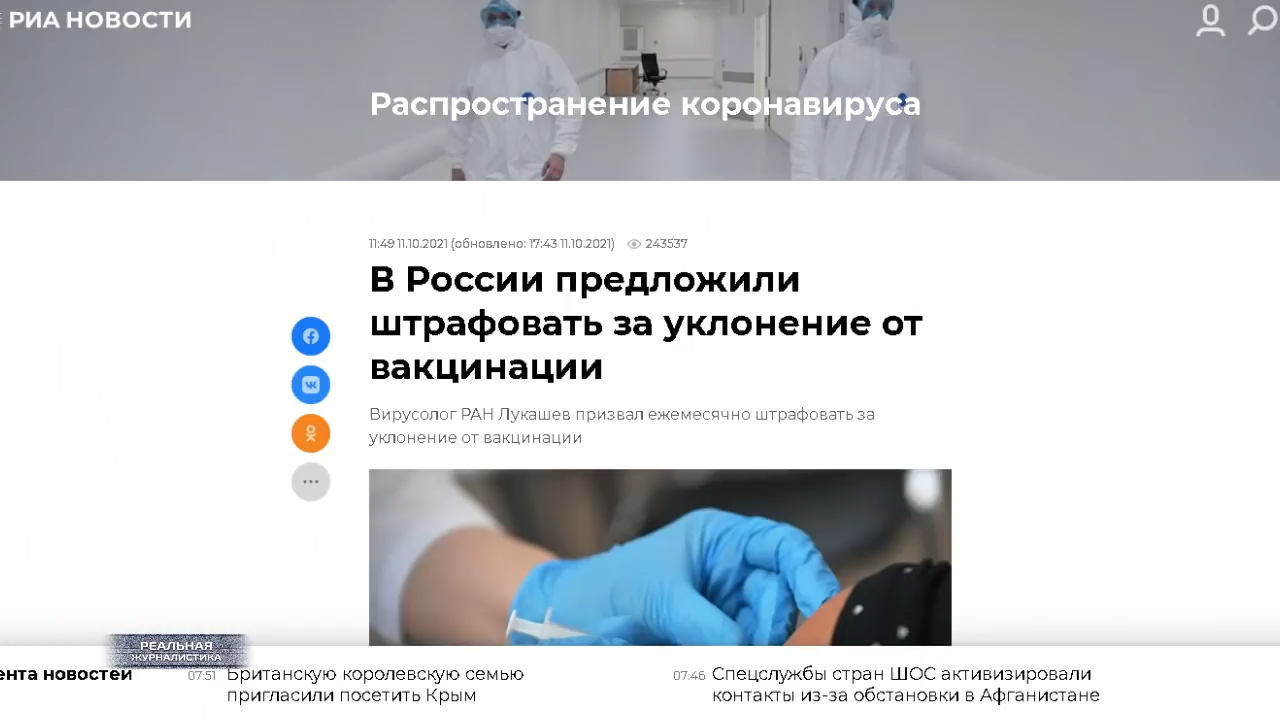 РИА НОВОСТИ
Распространение коронавируса
11:49 11.10.2021 (обновлено: 17:43 11.10.2021) 243537
В России предложили
штрафовать за уклонение от
вакцинации
Вирусолог РАН Лукашев призвал ежемесячно штрафовать за
уклонение от вакцинации
РЕАЛЬНАЯ
ЖУРНАЛИСТИКА
ента новостей
07:51 Британскую королевскую семью
пригласили посетить Крым
07:46 Спецслужбы стран ШОС активизировали
контакты из-за обстановки в Афганистане